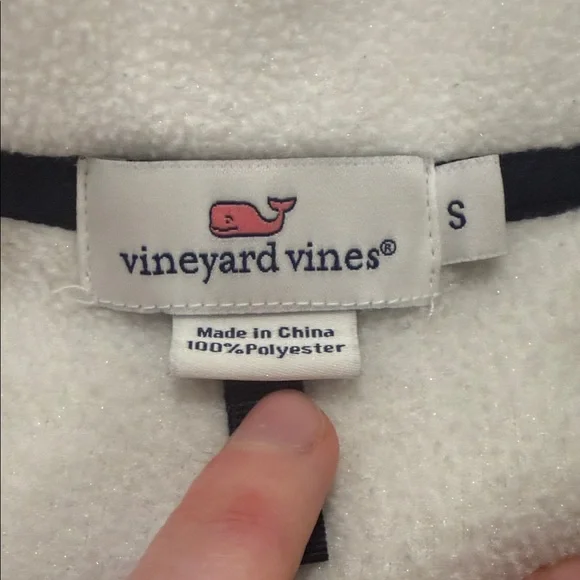 vineyard vines®
S
Made in China
100%Polyester